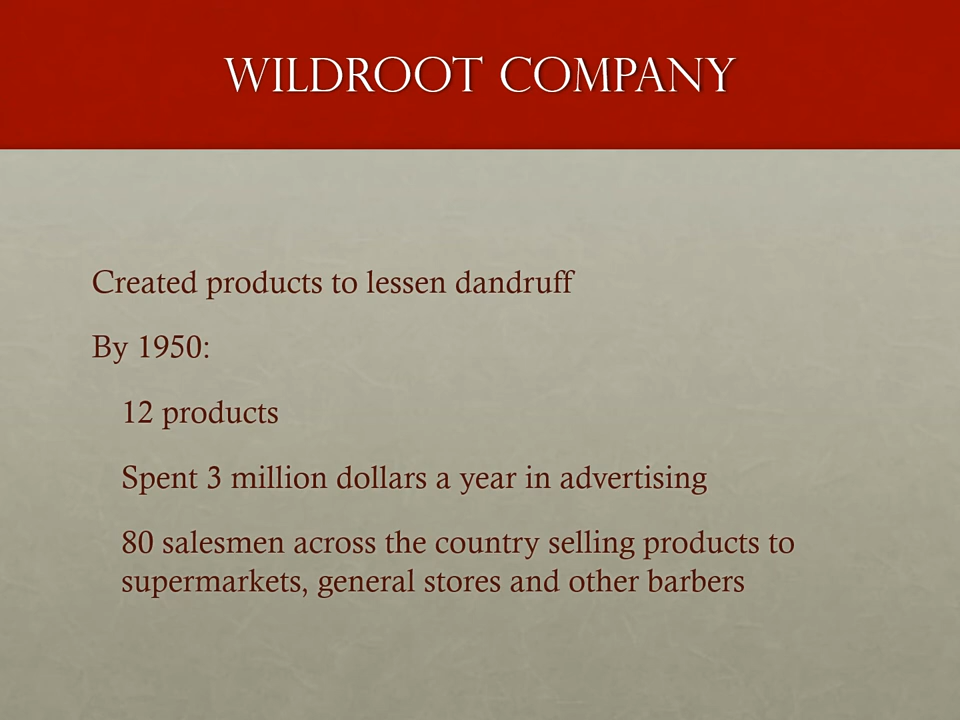 WILDROOT COMPANY
Created products to lessen dandruff
By 1950:
12 products
Spent 3 million dollars a year in advertising
80 salesmen across the country selling products to
supermarkets, general stores and other barbers